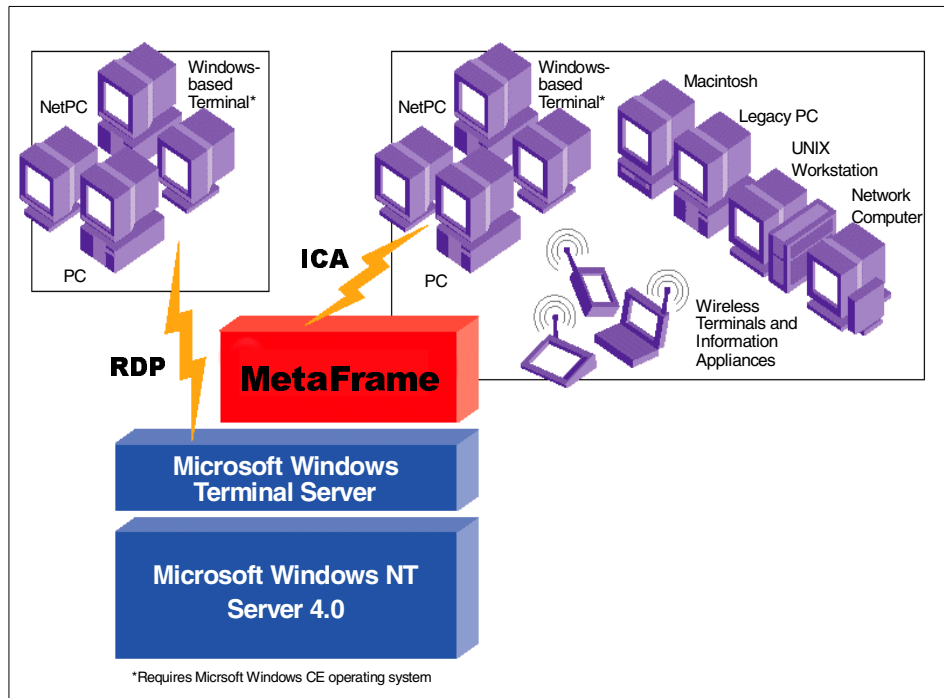 Windows-
based
Terminal*
NetPC
PC
Windows-
based
Terminal*
NetPC
PC
Macintosh
Legacy PC
UNIX
Workstation
Network
Computer
Wireless
Terminals and
Information
Appliances
ICA
RDP
MetaFrame
Microsoft Windows
Terminal Server
Microsoft Windows NT
Server 4.0
*Requires Micrsoft Windows CE operating system